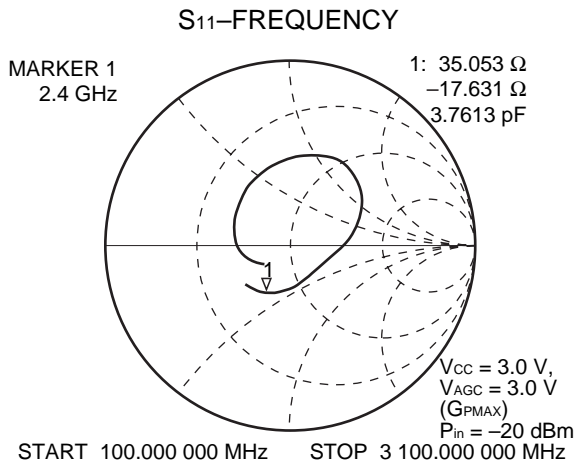 S11–FREQUENCY
MARKER 1
2.4 GHz
1: 35.053 Ω
–17.631 Ω
3.7613 pF
1
VCC = 3.0 V,
VAGC = 3.0 V
(GPMAX)
Pin = –20 dBm
START 100.000 000 MHz STOP 3 100.000 000 MHz